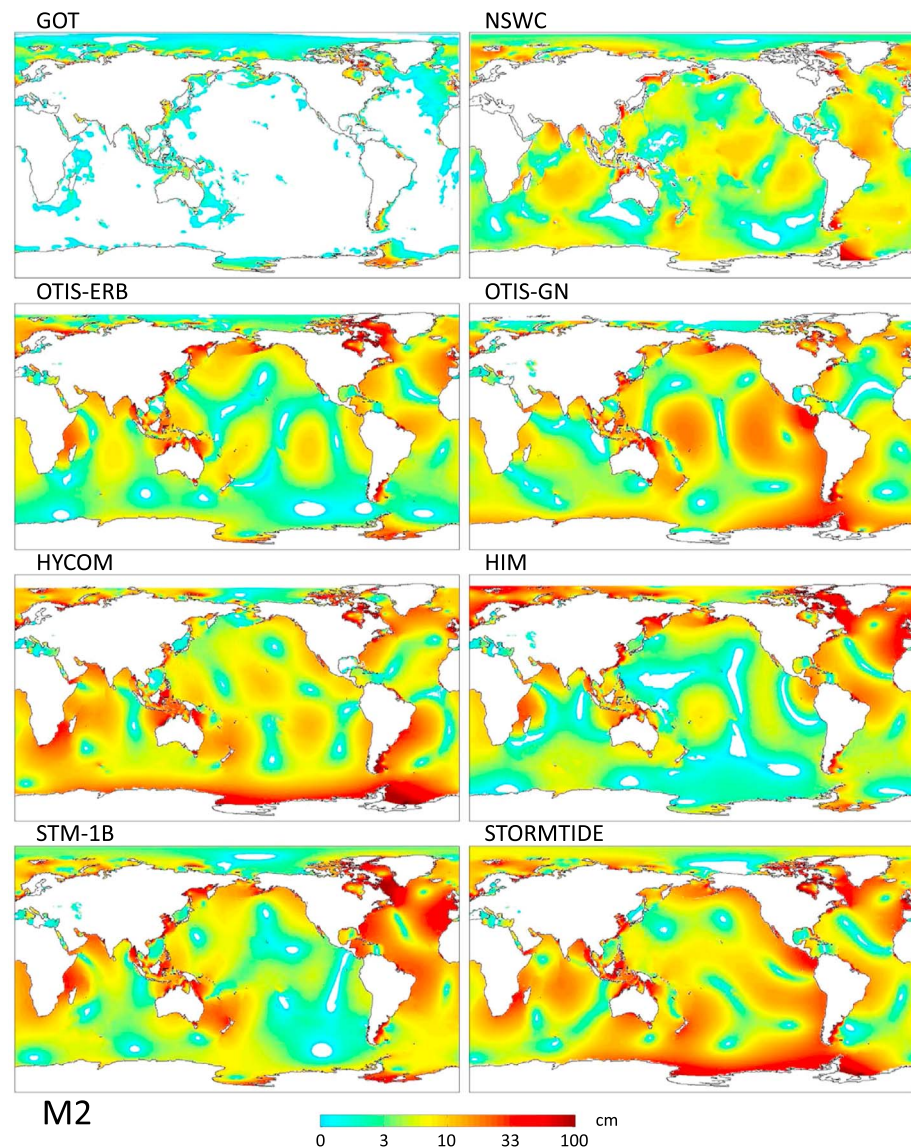 GOT
NSWC
OTIS-ERB
OTIS-GN
HYCOM
HIM
STM-1B
STORMTIDE
M2
cm
0 3 10 33 100